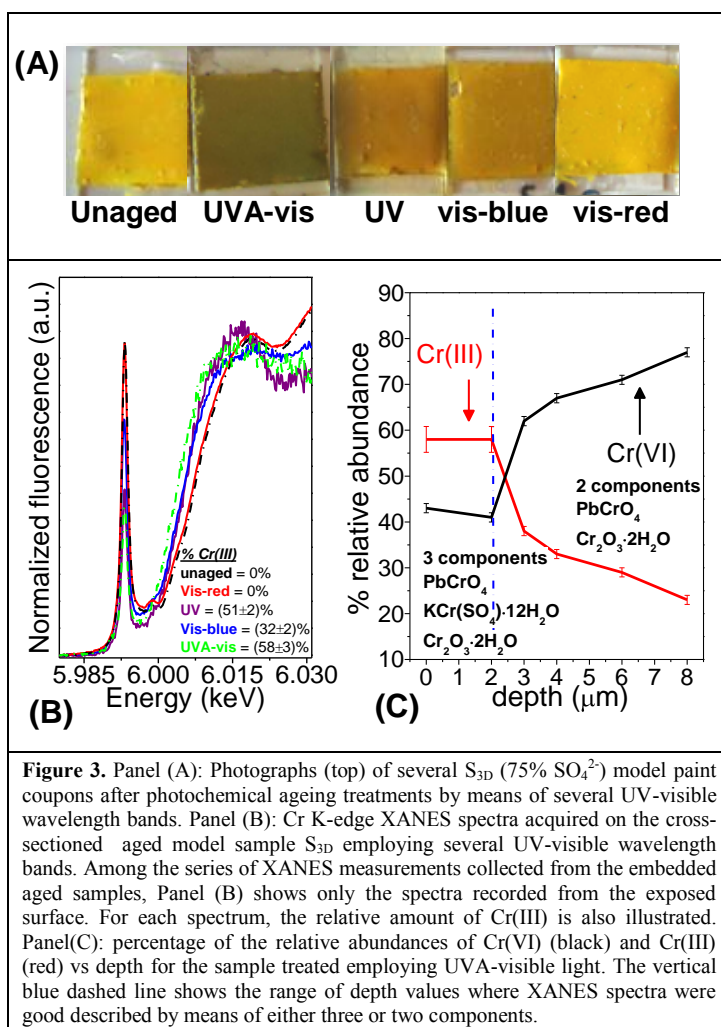 (A)
Unaged UVA-vis UV vis-blue vis-red
Normalized fluorescence (a.u.)
% Cr(III)
unaged = 0%
Vis-red = 0%
UV = (51±2)%
Vis-blue = (32±2)%
UVA-vis = (58±3)%
5.985 6.000 6.015 6.030
Energy (keV)
(B)
% relative abundance
90
80
70
60
50
40
30
20
10
Cr(III)
Cr(VI)
2 components
PbCrO₄
Cr₂O₃·2H₂O
3 components
PbCrO₄
KCr(SO₄)·12H₂O
Cr₂O₃·2H₂O
0 1 2 3 4 5 6 7 8
depth (μm)
(C)
Figure 3. Panel (A): Photographs (top) of several S₃D (75% SO₄²⁻) model paint
coupons after photochemical ageing treatments by means of several UV-visible
wavelength bands. Panel (B): Cr K-edge XANES spectra acquired on the cross-
sectioned aged model sample S₃D employing several UV-visible wavelength
bands. Among the series of XANES measurements collected from the embedded
aged samples, Panel (B) shows only the spectra recorded from the exposed
surface. For each spectrum, the relative amount of Cr(III) is also illustrated.
Panel(C): percentage of the relative abundances of Cr(VI) (black) and Cr(III)
(red) vs depth for the sample treated employing UVA-visible light. The vertical
blue dashed line shows the range of depth values where XANES spectra were
good described by means of either three or two components.